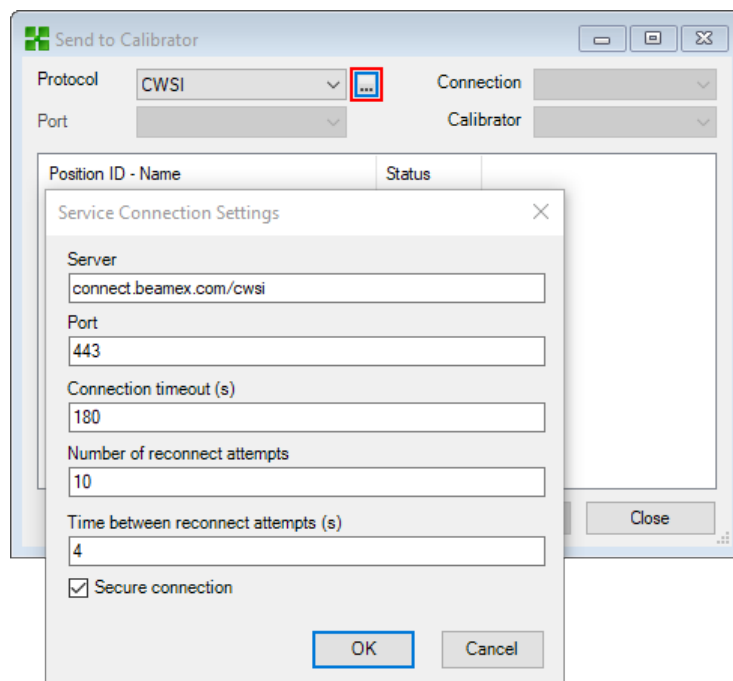 Send to Calibrator
Protocol CWSI ... Connection
Port Calibrator
Position ID - Name Status
Service Connection Settings
Server
connect.beamex.com/cwsi
Port
443
Connection timeout (s)
180
Number of reconnect attempts
10
Time between reconnect attempts (s)
4
Secure connection
OK Cancel
Close